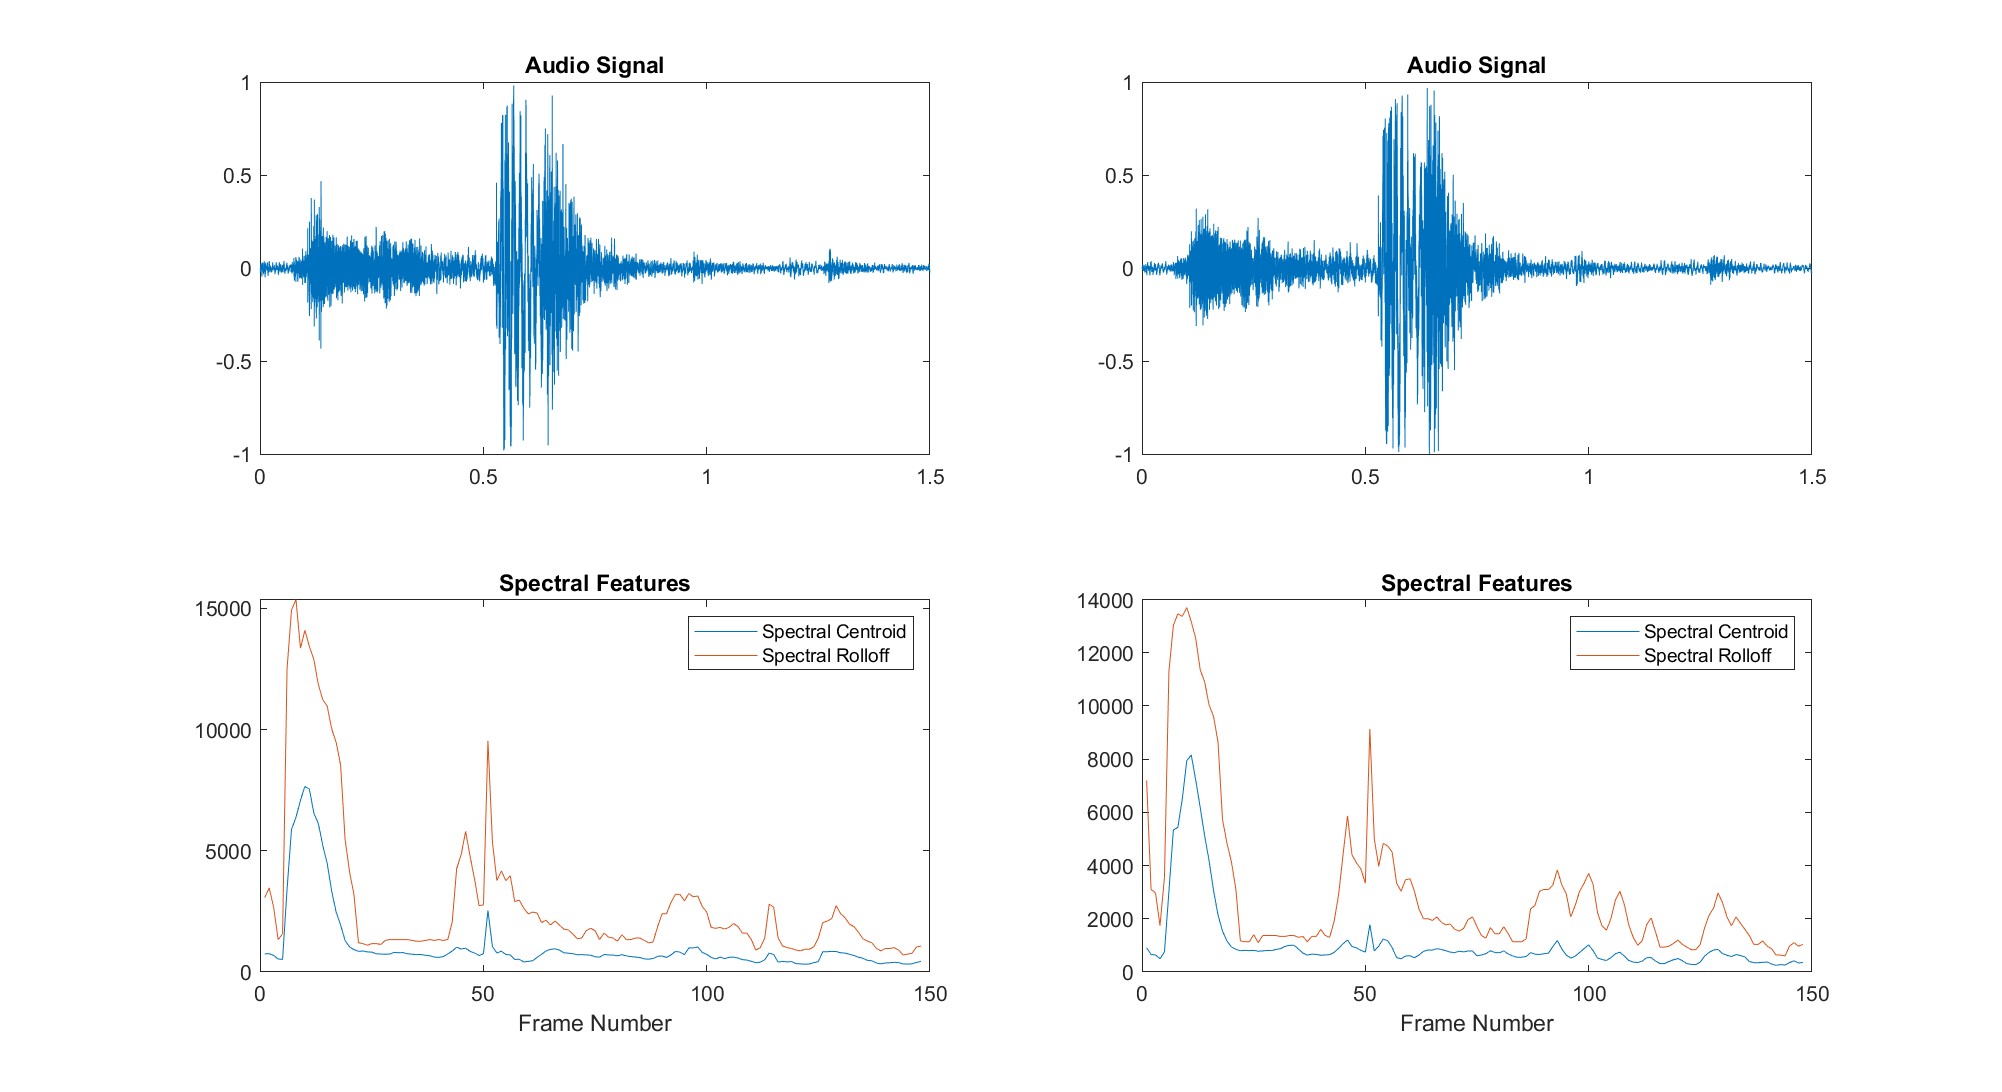 Audio Signal
1
0.5
0
-0.5
-1
0 0.5 1 1.5
Audio Signal
1
0.5
0
-0.5
-1
0 0.5 1 1.5
Spectral Features
15000
10000
5000
0
Spectral Centroid
Spectral Rolloff
0 50 100 150
Frame Number
Spectral Features
14000
12000
10000
8000
6000
4000
2000
0
Spectral Centroid
Spectral Rolloff
0 50 100 150
Frame Number